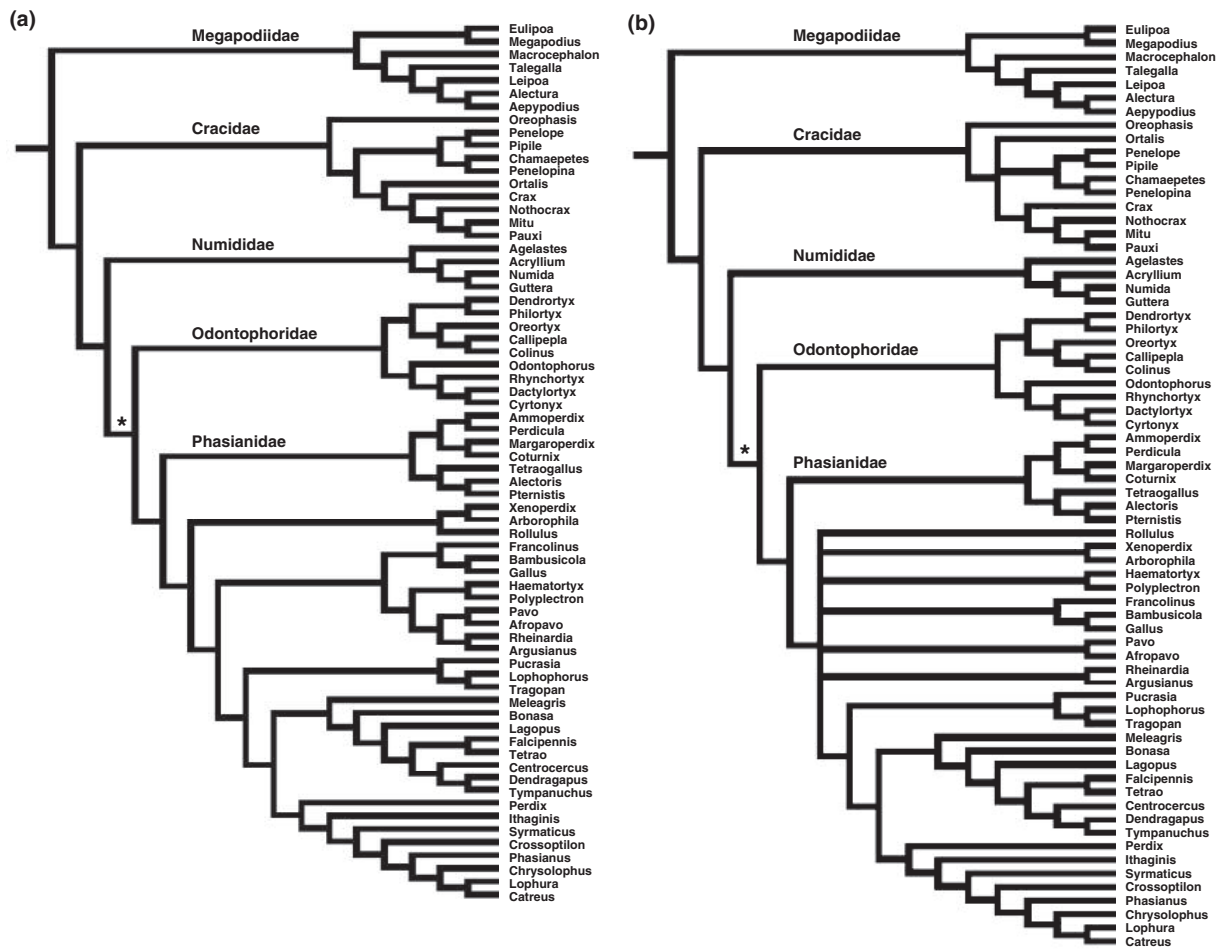 (a)
Megapodiidae
Eulipoa
Megapodius
Macrocephalon
Talegalla
Leipoa
Alectura
Aepypodius
Cracidae
Oreophasis
Penelope
Pipile
Chamaepetes
Penelopina
Ortalis
Crax
Nothocrax
Mitu
Pauxi
Numididae
Agelastes
Acryllium
Numida
Guttera
Odontophoridae
Dendrortyx
Philortyx
Oreortyx
Callipepla
Colinus
Odontophorus
Rhynchortyx
Dactylortyx
Cyrtonyx
*
Phasianidae
Ammoperdix
Perdicula
Margaroperdix
Coturnix
Tetraogallus
Alectoris
Pternistis
Xenoperdix
Arborophila
Rollulus
Francolinus
Bambusicola
Gallus
Haematortyx
Polyplectron
Pavo
Afropavo
Rheinardia
Argusianus
Pucrasia
Lophophorus
Tragopan
Meleagris
Bonasa
Lagopus
Falcipennis
Tetrao
Centrocercus
Dendragapus
Tympanuchus
Perdix
Ithaginis
Syrmaticus
Crossoptilon
Phasianus
Chrysolophus
Lophura
Catreus
(b)
Megapodiidae
Eulipoa
Megapodius
Macrocephalon
Talegalla
Leipoa
Alectura
Aepypodius
Cracidae
Oreophasis
Ortalis
Penelope
Pipile
Chamaepetes
Penelopina
Crax
Nothocrax
Mitu
Pauxi
Numididae
Agelastes
Acryllium
Numida
Guttera
Odontophoridae
Dendrortyx
Philortyx
Oreortyx
Callipepla
Colinus
Odontophorus
Rhynchortyx
Dactylortyx
Cyrtonyx
*
Phasianidae
Ammoperdix
Perdicula
Margaroperdix
Coturnix
Tetraogallus
Alectoris
Pternistis
Rollulus
Xenoperdix
Arborophila
Haematortyx
Polyplectron
Francolinus
Bambusicola
Gallus
Pavo
Afropavo
Rheinardia
Argusianus
Pucrasia
Lophophorus
Tragopan
Meleagris
Bonasa
Lagopus
Falcipennis
Tetrao
Centrocercus
Dendragapus
Tympanuchus
Perdix
Ithaginis
Syrmaticus
Crossoptilon
Phasianus
Chrysolophus
Lophura
Catreus